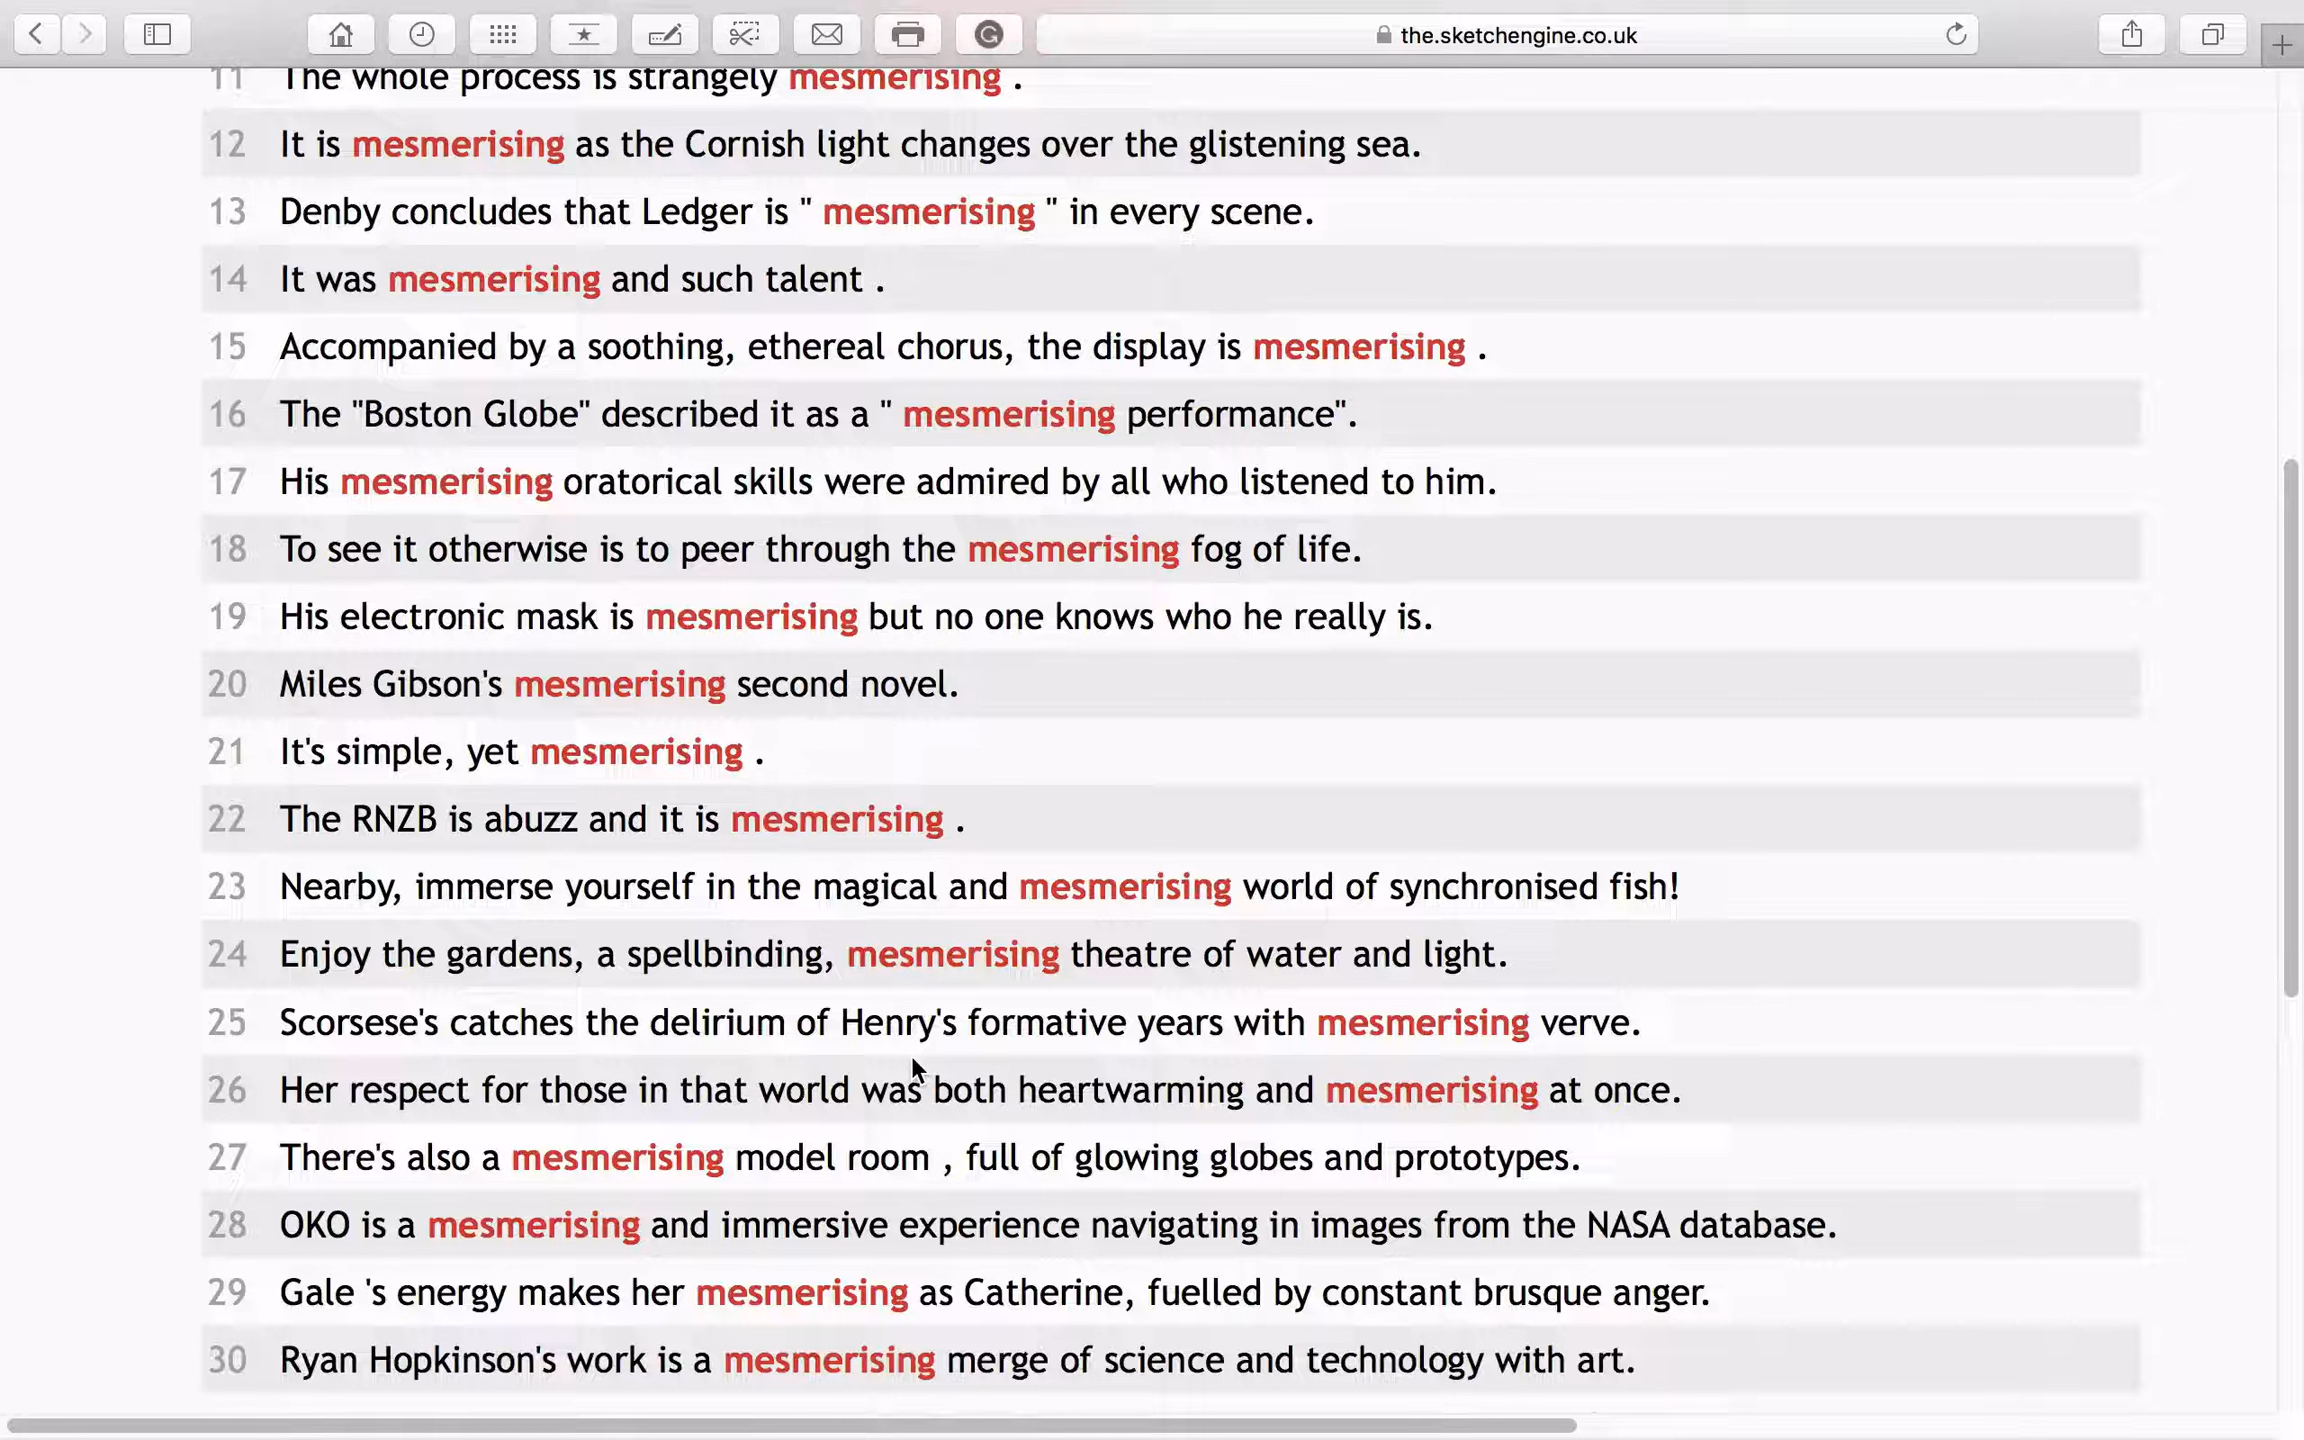 the.sketchengine.co.uk
11 The whole process is strangely mesmerising .
12 It is mesmerising as the Cornish light changes over the glistening sea.
13 Denby concludes that Ledger is " mesmerising " in every scene.
14 It was mesmerising and such talent .
15 Accompanied by a soothing, ethereal chorus, the display is mesmerising .
16 The "Boston Globe" described it as a " mesmerising performance".
17 His mesmerising oratorical skills were admired by all who listened to him.
18 To see it otherwise is to peer through the mesmerising fog of life.
19 His electronic mask is mesmerising but no one knows who he really is.
20 Miles Gibson's mesmerising second novel.
21 It's simple, yet mesmerising .
22 The RNZB is abuzz and it is mesmerising .
23 Nearby, immerse yourself in the magical and mesmerising world of synchronised fish!
24 Enjoy the gardens, a spellbinding, mesmerising theatre of water and light.
25 Scorsese's catches the delirium of Henry's formative years with mesmerising verve.
26 Her respect for those in that world was both heartwarming and mesmerising at once.
27 There's also a mesmerising model room , full of glowing globes and prototypes.
28 OKO is a mesmerising and immersive experience navigating in images from the NASA database.
29 Gale 's energy makes her mesmerising as Catherine, fuelled by constant brusque anger.
30 Ryan Hopkinson's work is a mesmerising merge of science and technology with art.